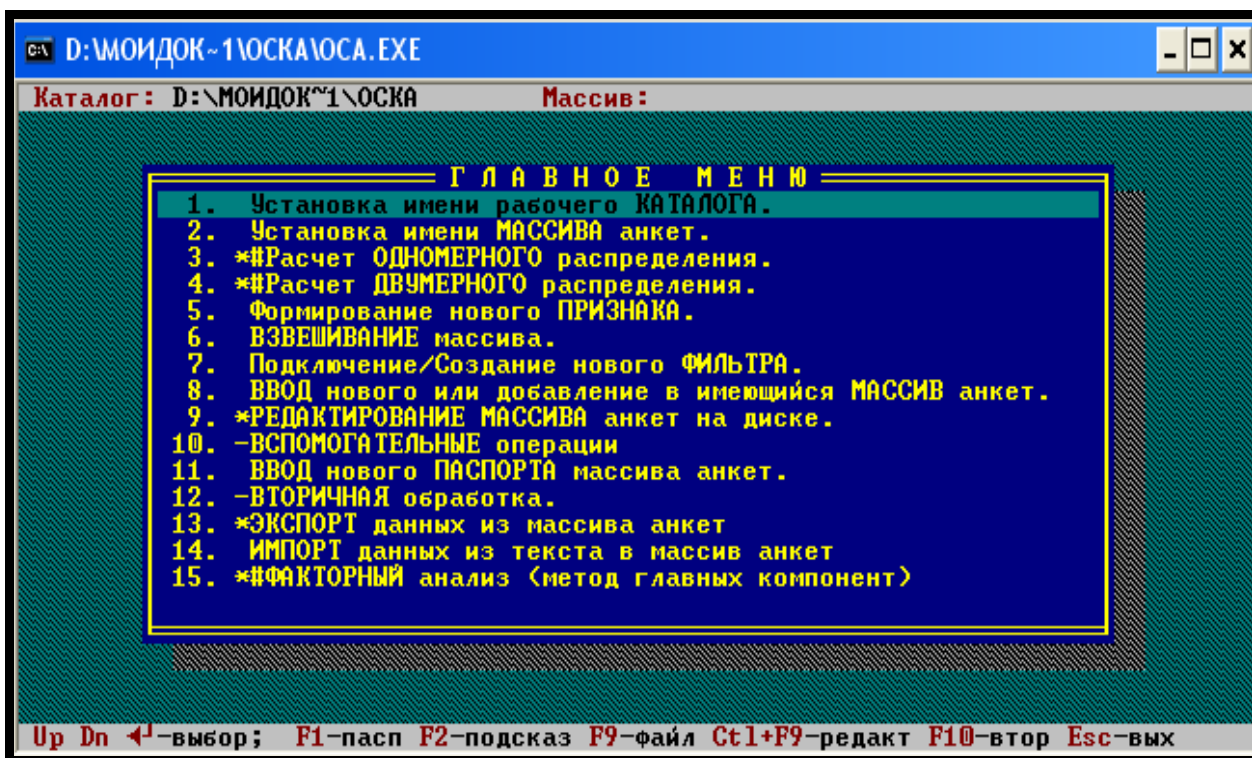 D:\МОИДОК~1\ОСКА\ОСА.EXE
Каталог: D:\МОИДОК~1\ОСКА Массив:
ГЛАВНОЕ МЕНЮ
1. Установка имени рабочего КАТАЛОГА.
2. Установка имени МАССИВА анкет.
3. *#Расчет ОДНОМЕРНОГО распределения.
4. *#Расчет ДВУМЕРНОГО распределения.
5. Формирование нового ПРИЗНАКА.
6. ВЗВЕШИВАНИЕ массива.
7. Подключение/Создание нового ФИЛЬТРА.
8. ВВОД нового или добавление в имеющийся МАССИВ анкет.
9. *РЕДАКТИРОВАНИЕ МАССИВА анкет на диске.
10. -ВСПОМОГАТЕЛЬНЫЕ операции
11. ВВОД нового ПАСПОРТА массива анкет.
12. -ВТОРИЧНАЯ обработка.
13. *ЭКСПОРТ данных из массива анкет
14. ИМПОРТ данных из текста в массив анкет
15. *#ФАКТОРНЫЙ анализ (метод главных компонент)
Up Dn ◄┘-выбор; F1-пасп F2-подсказ F9-файл Ctl+F9-редакт F10-втор Esc-вых